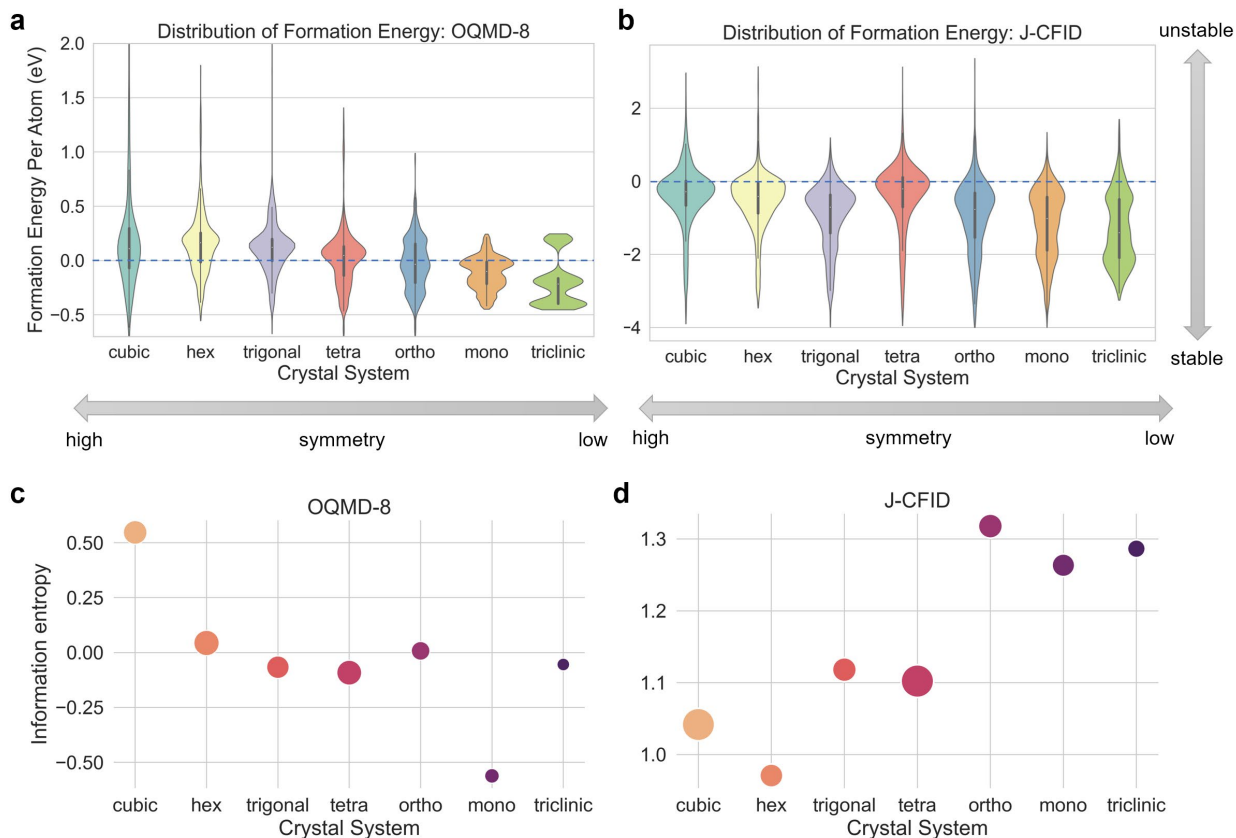 a
Distribution of Formation Energy: OQMD-8
Formation Energy Per Atom (eV)
2.0
1.5
1.0
0.5
0.0
−0.5
cubic hex trigonal tetra ortho mono triclinic
Crystal System
high symmetry low
b
Distribution of Formation Energy: J-CFID
2
0
−2
−4
cubic hex trigonal tetra ortho mono triclinic
Crystal System
high symmetry low
unstable
stable
c
OQMD-8
Information entropy
0.50
0.25
0.00
−0.25
−0.50
cubic hex trigonal tetra ortho mono triclinic
Crystal System
d
J-CFID
1.3
1.2
1.1
1.0
cubic hex trigonal tetra ortho mono triclinic
Crystal System